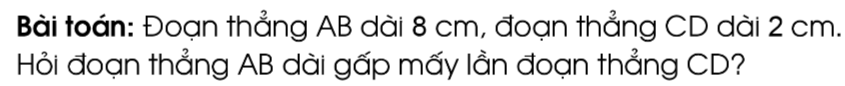 Bài toán: Đoạn thẳng AB dài 8 cm, đoạn thẳng CD dài 2 cm.
Hỏi đoạn thẳng AB dài gấp mấy lần đoạn thẳng CD?